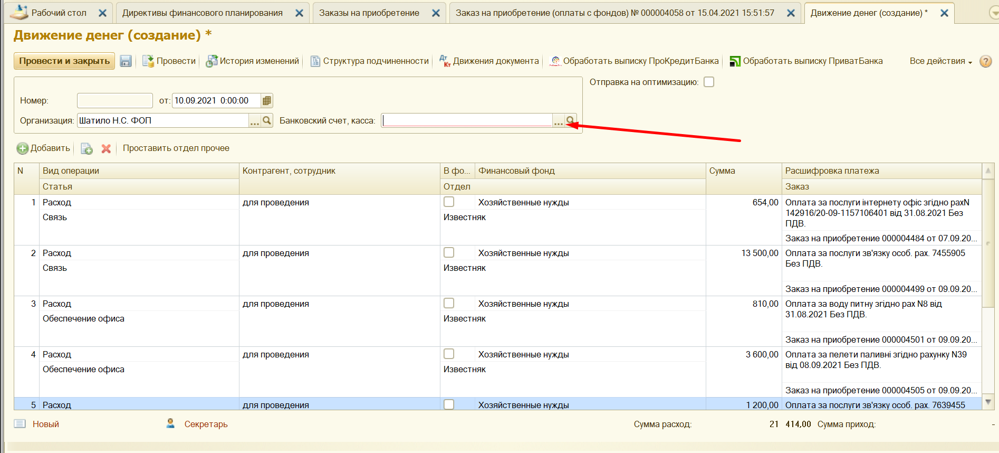 Рабочий стол
Директивы финансового планирования
Заказы на приобретение
Заказ на приобретение (оплаты с фондов) № 000004058 от 15.04.2021 15:51:57
Движение денег (создание) *
Движение денег (создание) *
Провести и закрыть
Провести
История изменений
Структура подчиненности
Дт Кт Движения документа
Обработать выписку ПроКредитБанка
Обработать выписку ПриватБанка
Все действия
?
Отправка на оптимизацию:
Номер:
от: 10.09.2021 0:00:00
Организация: Шатило Н.С. ФОП ...
Банковский счет, касса: ...
Добавить
Проставить отдел прочее
N Вид операции Контрагент, сотрудник В фо... Финансовый фонд Сумма Расшифровка платежа
Статья Отдел Заказ
1 Расход для проведения Хозяйственные нужды 654,00 Оплата за послуги інтернету офіс згідно рахN
Связь Известняк 142916/20-09-1157106401 від 31.08.2021 Без
ПДВ.
Заказ на приобретение 000004484 от 07.09.20...
2 Расход для проведения Хозяйственные нужды 13 500,00 Оплата за послуги зв'язку особ. рах. 7455905
Связь Известняк Без ПДВ.
Заказ на приобретение 000004499 от 09.09.20...
3 Расход для проведения Хозяйственные нужды 810,00 Оплата за воду питну згідно рах N8 від
Обеспечение офиса Известняк 31.08.2021 Без ПДВ.
Заказ на приобретение 000004501 от 09.09.20...
4 Расход для проведения Хозяйственные нужды 3 600,00 Оплата за пелети паливні згідно рахунку N39
Обеспечение офиса Известняк від 08.09.2021 Без ПДВ.
Заказ на приобретение 000004505 от 09.09.20...
5 Расход для проведения Хозяйственные нужды 1 200,00 Оплата за послуги зв'язку особ. рах. 7639455
Новый Секретарь Сумма расход: 21 414,00 Сумма приход: -